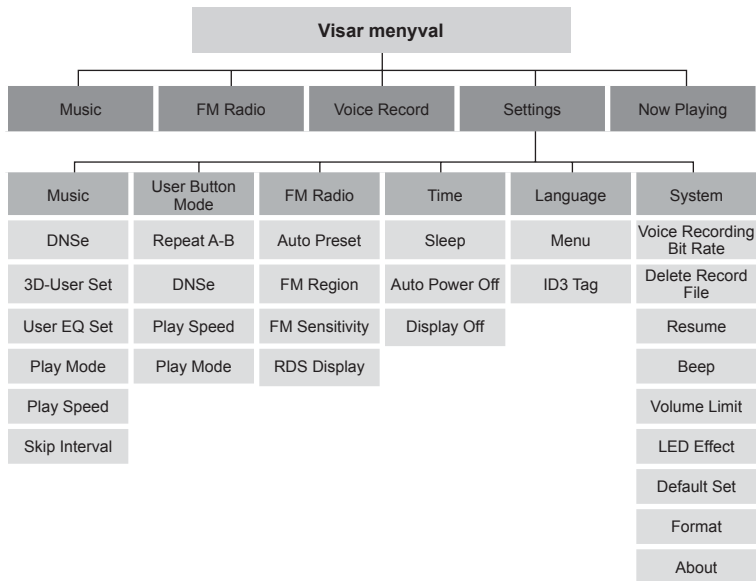 Visar menyval
Music
FM Radio
Voice Record
Settings
Now Playing
Music
DNSe
3D-User Set
User EQ Set
Play Mode
Play Speed
Skip Interval
User Button
Mode
Repeat A-B
DNSe
Play Speed
Play Mode
FM Radio
Auto Preset
FM Region
FM Sensitivity
RDS Display
Time
Sleep
Auto Power Off
Display Off
Language
Menu
ID3 Tag
System
Voice Recording
Bit Rate
Delete Record
File
Resume
Beep
Volume Limit
LED Effect
Default Set
Format
About